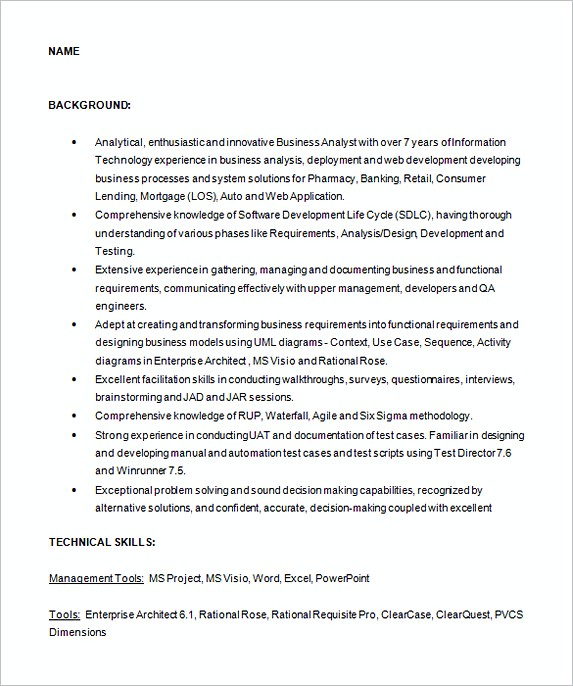 NAME
BACKGROUND:
• Analytical, enthusiastic and innovative Business Analyst with over 7 years of Information
Technology experience in business analysis, deployment and web development developing
business processes and system solutions for Pharmacy, Banking, Retail, Consumer
Lending, Mortgage (LOS), Auto and Web Application.
• Comprehensive knowledge of Software Development Life Cycle (SDLC), having thorough
understanding of various phases like Requirements, Analysis/Design, Development and
Testing.
• Extensive experience in gathering, managing and documenting business and functional
requirements, communicating effectively with upper management, developers and QA
engineers.
• Adept at creating and transforming business requirements into functional requirements and
designing business models using UML diagrams - Context, Use Case, Sequence, Activity
diagrams in Enterprise Architect , MS Visio and Rational Rose.
• Excellent facilitation skills in conducting walkthroughs, surveys, questionnaires, interviews,
brainstorming and JAD and JAR sessions.
• Comprehensive knowledge of RUP, Waterfall, Agile and Six Sigma methodology.
• Strong experience in conducting UAT and documentation of test cases. Familiar in designing
and developing manual and automation test cases and test scripts using Test Director 7.6
and Winrunner 7.5.
• Exceptional problem solving and sound decision making capabilities, recognized by
alternative solutions, and confident, accurate, decision-making coupled with excellent
TECHNICAL SKILLS:
Management Tools: MS Project, MS Visio, Word, Excel, PowerPoint
Tools: Enterprise Architect 6.1, Rational Rose, Rational Requisite Pro, ClearCase, ClearQuest, PVCS
Dimensions